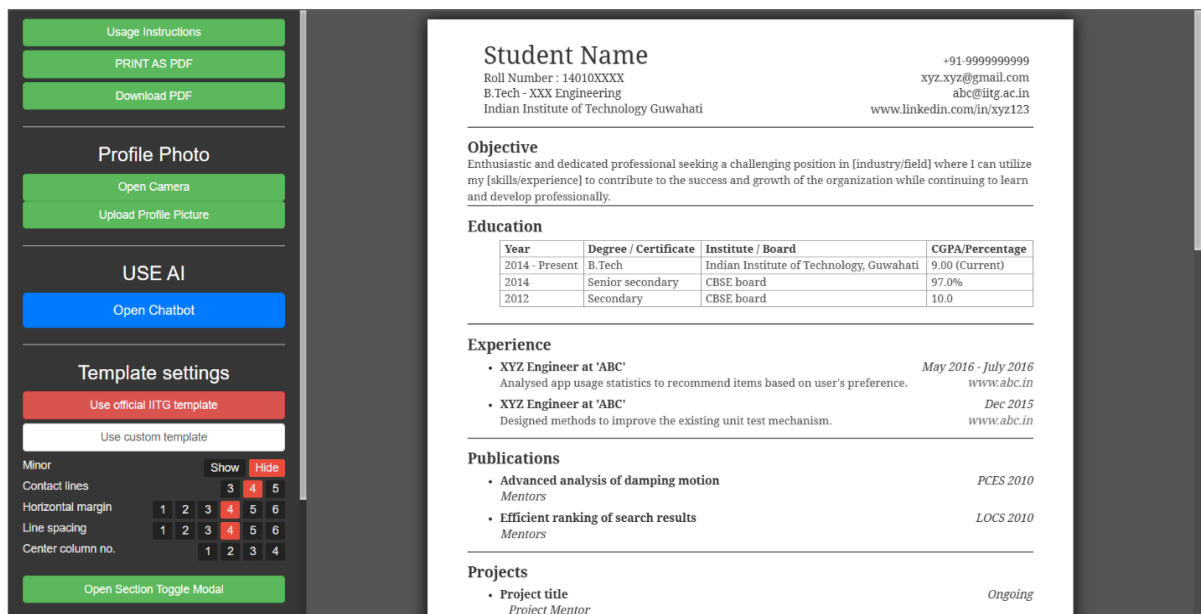 Usage Instructions
PRINT AS PDF
Download PDF
Profile Photo
Open Camera
Upload Profile Picture
USE AI
Open Chatbot
Template settings
Use official IITG template
Use custom template
Minor Show Hide
Contact lines 3 4 5
Horizontal margin 1 2 3 4 5 6
Line spacing 1 2 3 4 5 6
Center column no. 1 2 3 4
Open Section Toggle Modal
Student Name
Roll Number : 14010XXXX
B.Tech - XXX Engineering
Indian Institute of Technology Guwahati
+91-9999999999
xyz.xyz@gmail.com
abc@iitg.ac.in
www.linkedin.com/in/xyz123
Objective
Enthusiastic and dedicated professional seeking a challenging position in [industry/field] where I can utilize
my [skills/experience] to contribute to the success and growth of the organization while continuing to learn
and develop professionally.
Education
Year Degree / Certificate Institute / Board CGPA/Percentage
2014 - Present B.Tech Indian Institute of Technology, Guwahati 9.00 (Current)
2014 Senior secondary CBSE board 97.0%
2012 Secondary CBSE board 10.0
Experience
• XYZ Engineer at 'ABC' May 2016 - July 2016
Analysed app usage statistics to recommend items based on user's preference. www.abc.in
• XYZ Engineer at 'ABC' Dec 2015
Designed methods to improve the existing unit test mechanism. www.abc.in
Publications
• Advanced analysis of damping motion PCES 2010
Mentors
• Efficient ranking of search results LOCS 2010
Mentors
Projects
• Project title Ongoing
Project Mentor